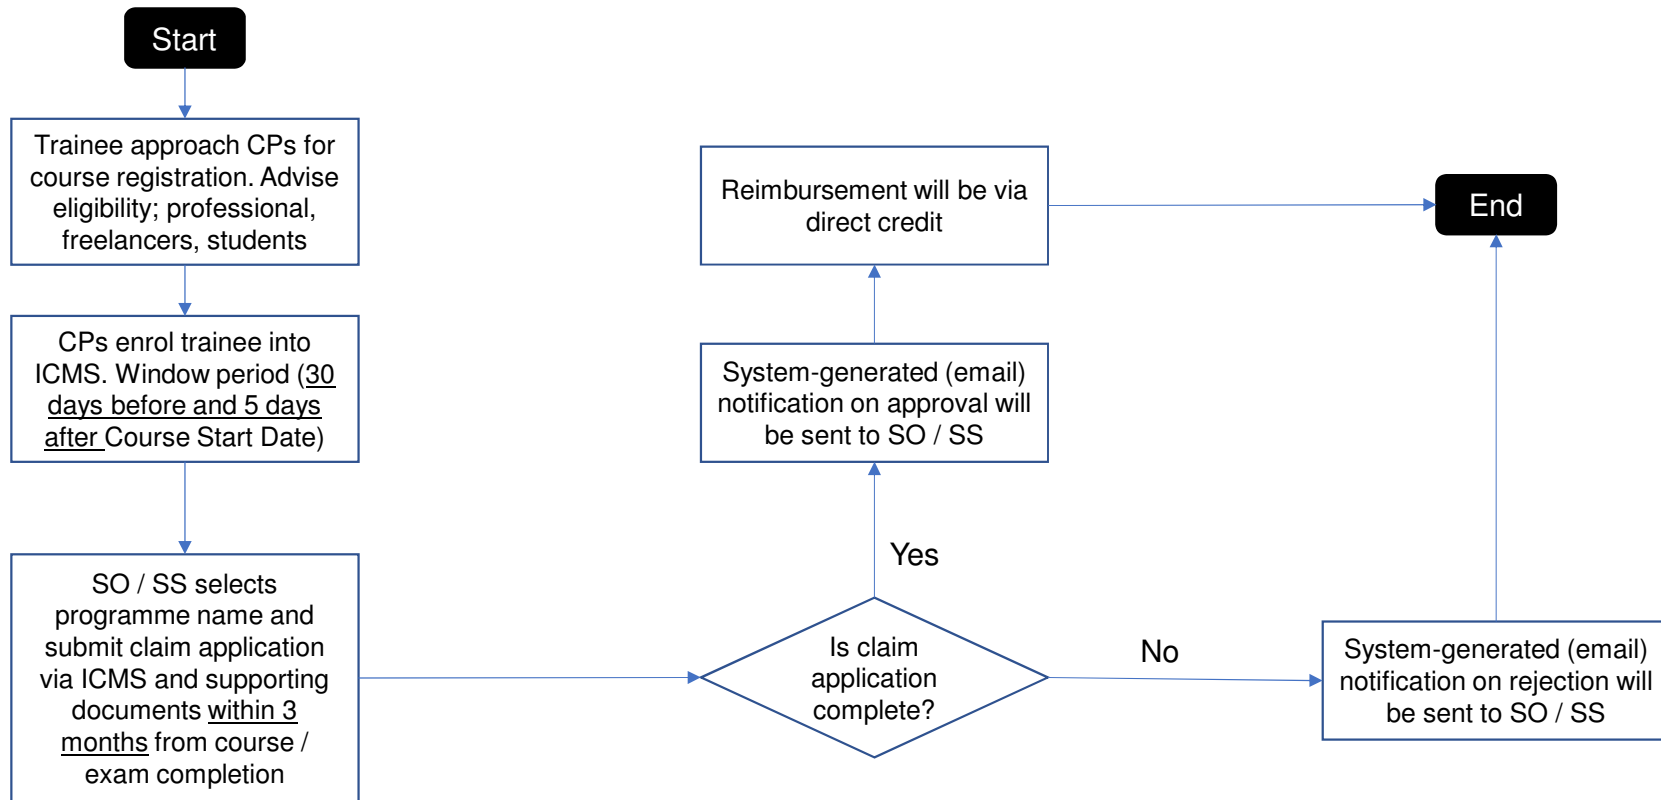 Start
Trainee approach CPs for
course registration. Advise
eligibility; professional,
freelancers, students
CPs enrol trainee into
ICMS. Window period (30
days before and 5 days
after Course Start Date)
SO / SS selects
programme name and
submit claim application
via ICMS and supporting
documents within 3
months from course /
exam completion
Is claim
application
complete?
Yes
System-generated (email)
notification on approval will
be sent to SO / SS
Reimbursement will be via
direct credit
No
System-generated (email)
notification on rejection will
be sent to SO / SS
End